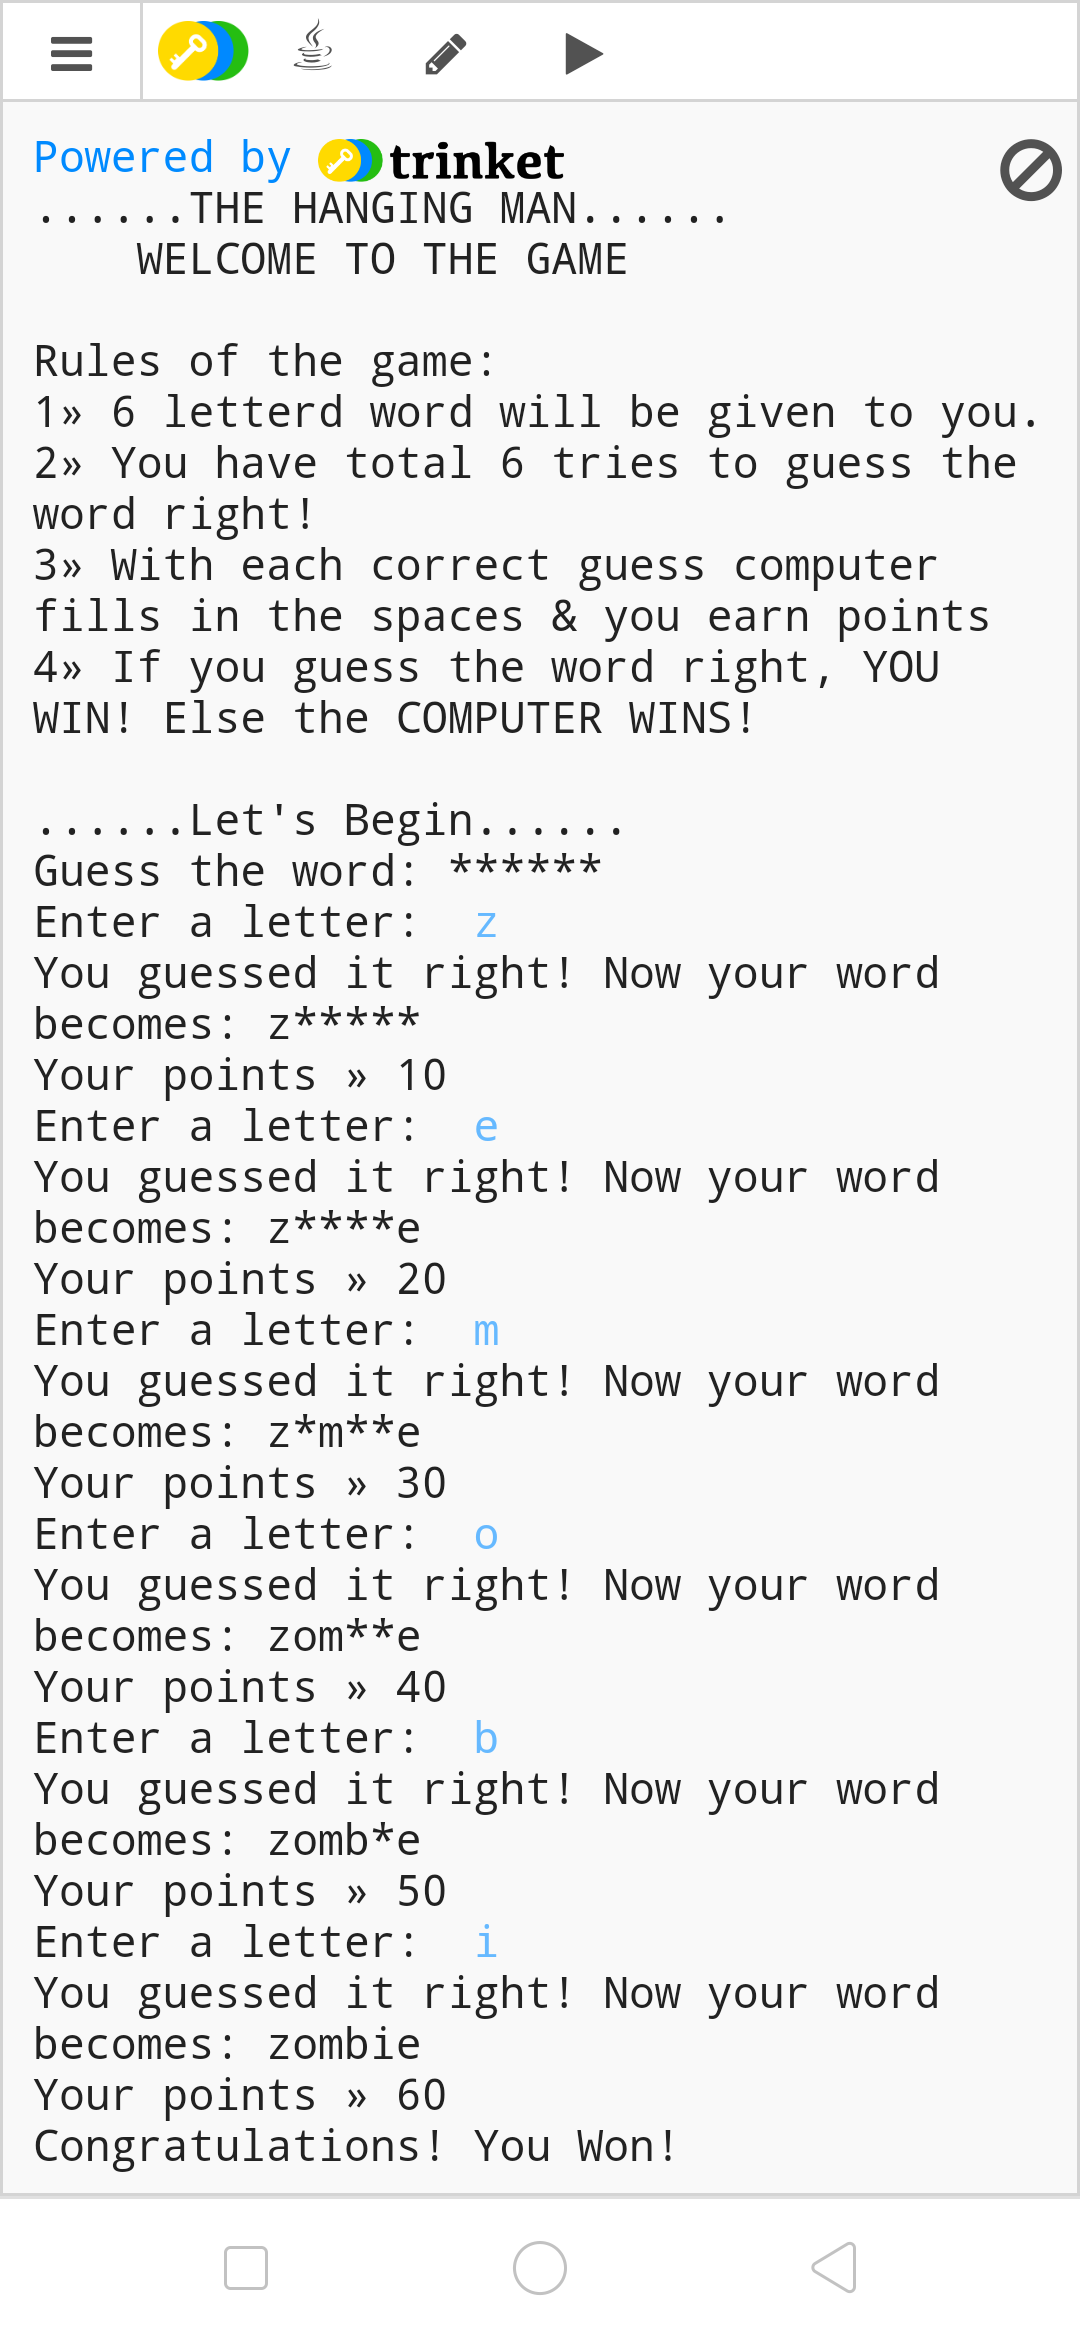 Powered by trinket
......THE HANGING MAN......
WELCOME TO THE GAME
Rules of the game:
1» 6 letterd word will be given to you.
2» You have total 6 tries to guess the
word right!
3» With each correct guess computer
fills in the spaces & you earn points
4» If you guess the word right, YOU
WIN! Else the COMPUTER WINS!
......Let's Begin......
Guess the word: ******
Enter a letter:  z
You guessed it right! Now your word
becomes: z*****
Your points » 10
Enter a letter:  e
You guessed it right! Now your word
becomes: z****e
Your points » 20
Enter a letter:  m
You guessed it right! Now your word
becomes: z*m**e
Your points » 30
Enter a letter:  o
You guessed it right! Now your word
becomes: zom**e
Your points » 40
Enter a letter:  b
You guessed it right! Now your word
becomes: zomb*e
Your points » 50
Enter a letter:  i
You guessed it right! Now your word
becomes: zombie
Your points » 60
Congratulations! You Won!